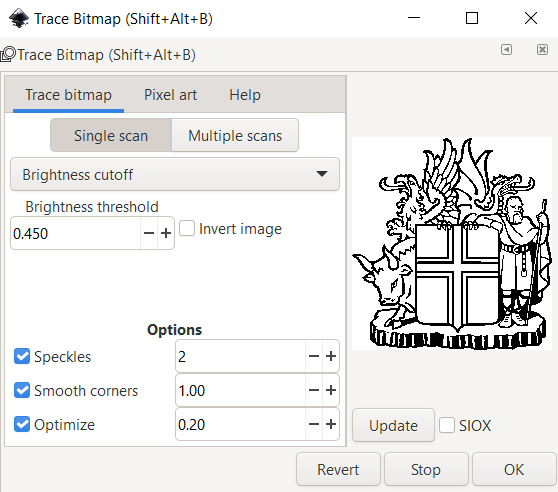 Trace Bitmap (Shift+Alt+B)
Trace Bitmap (Shift+Alt+B)
Trace bitmap Pixel art Help
Single scan Multiple scans
Brightness cutoff
Brightness threshold
0.450 Invert image
Options
Speckles 2
Smooth corners 1.00
Optimize 0.20
Update SIOX
Revert Stop OK